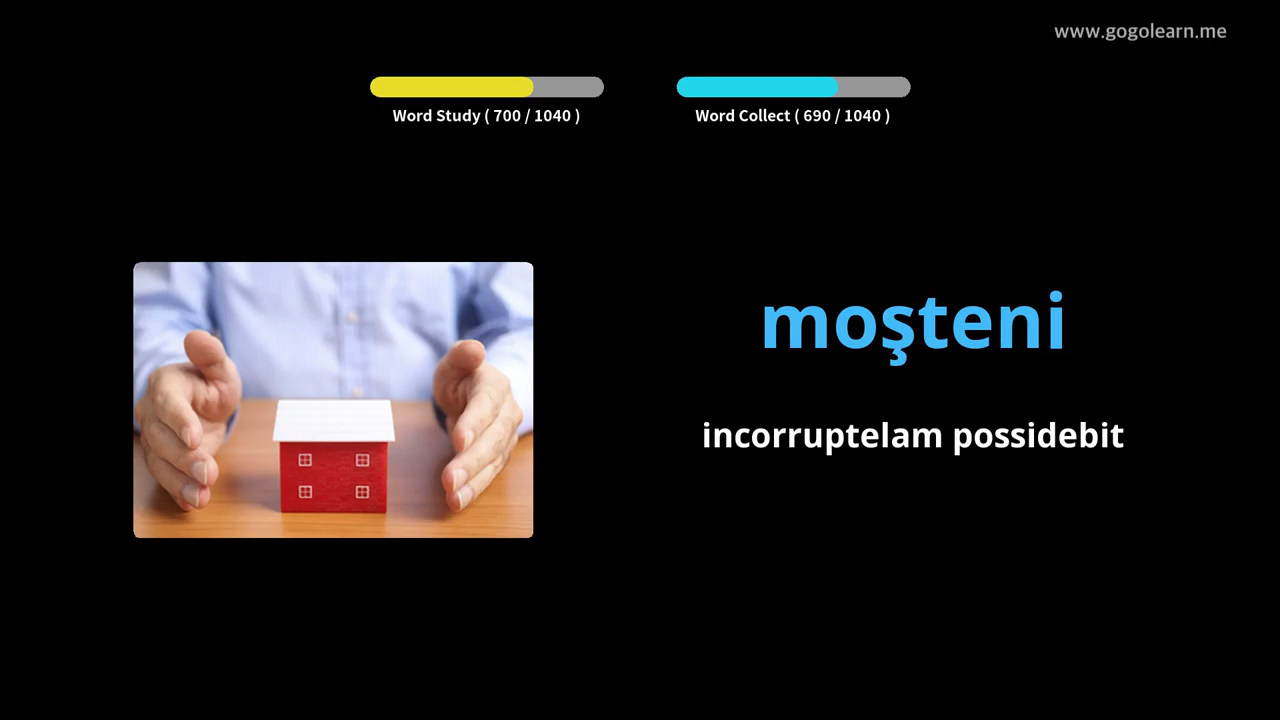 www.gogolearn.me
Word Study ( 700 / 1040 )
Word Collect ( 690 / 1040 )
moşteni
incorruptelam possidebit